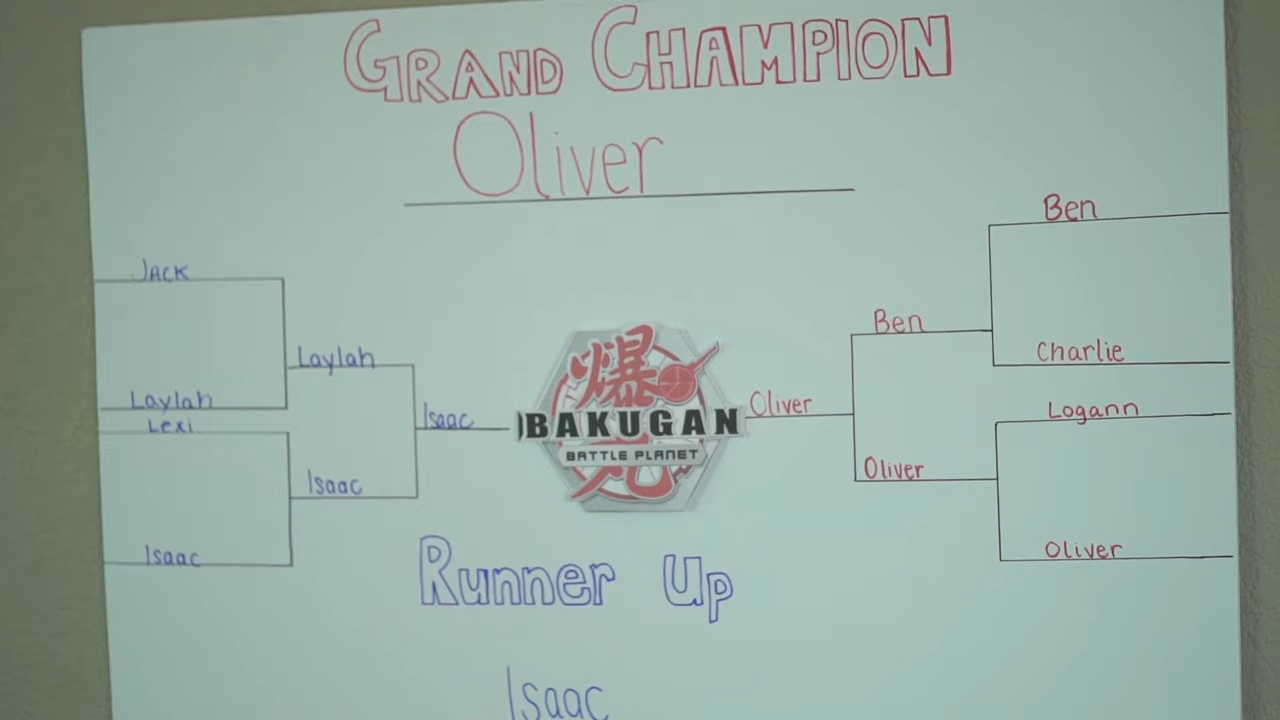 GRAND CHAMPION
Oliver
JACK
Laylah
Laylah
Lexi
Isaac
Isaac
Isaac
爆
BAKUGAN
BATTLE PLANET
丸
Oliver
Ben
Oliver
Ben
Charlie
Logann
Oliver
Runner Up
Isaac